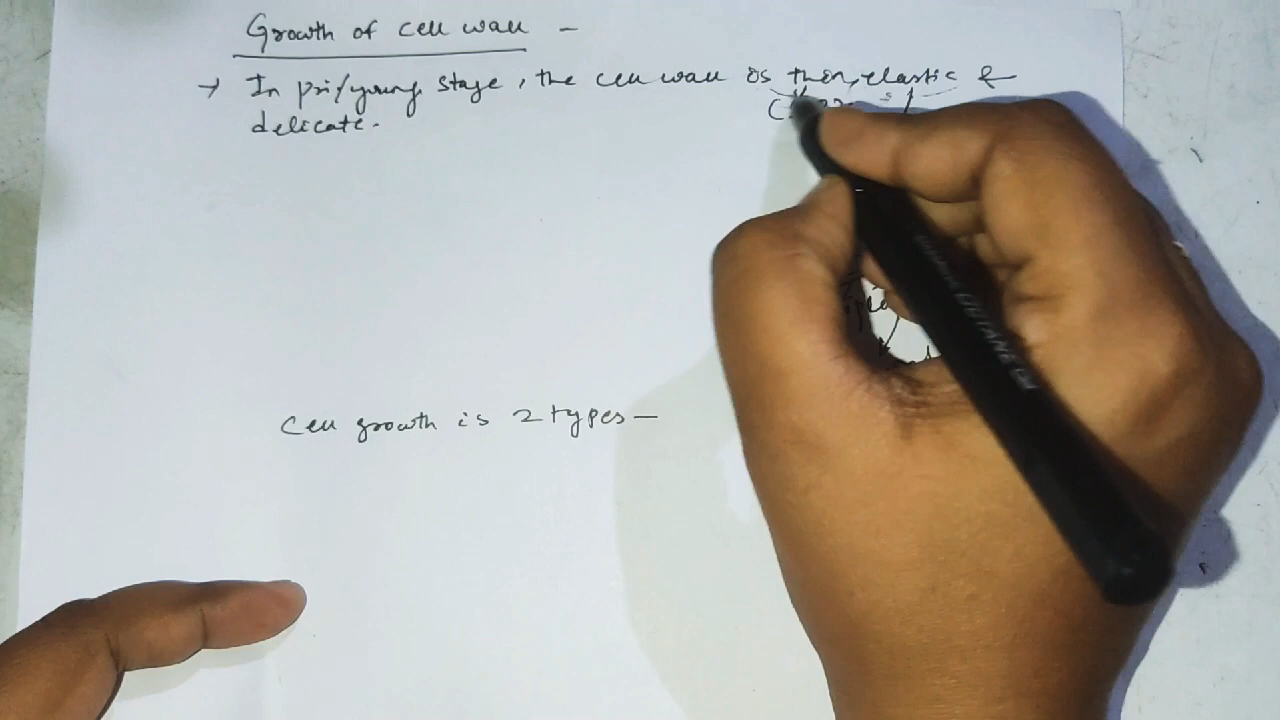 Growth of cell wall -
→ In pri/young stage, the cell wall is thin, elastic &
delicate.
Cell growth is 2 types -